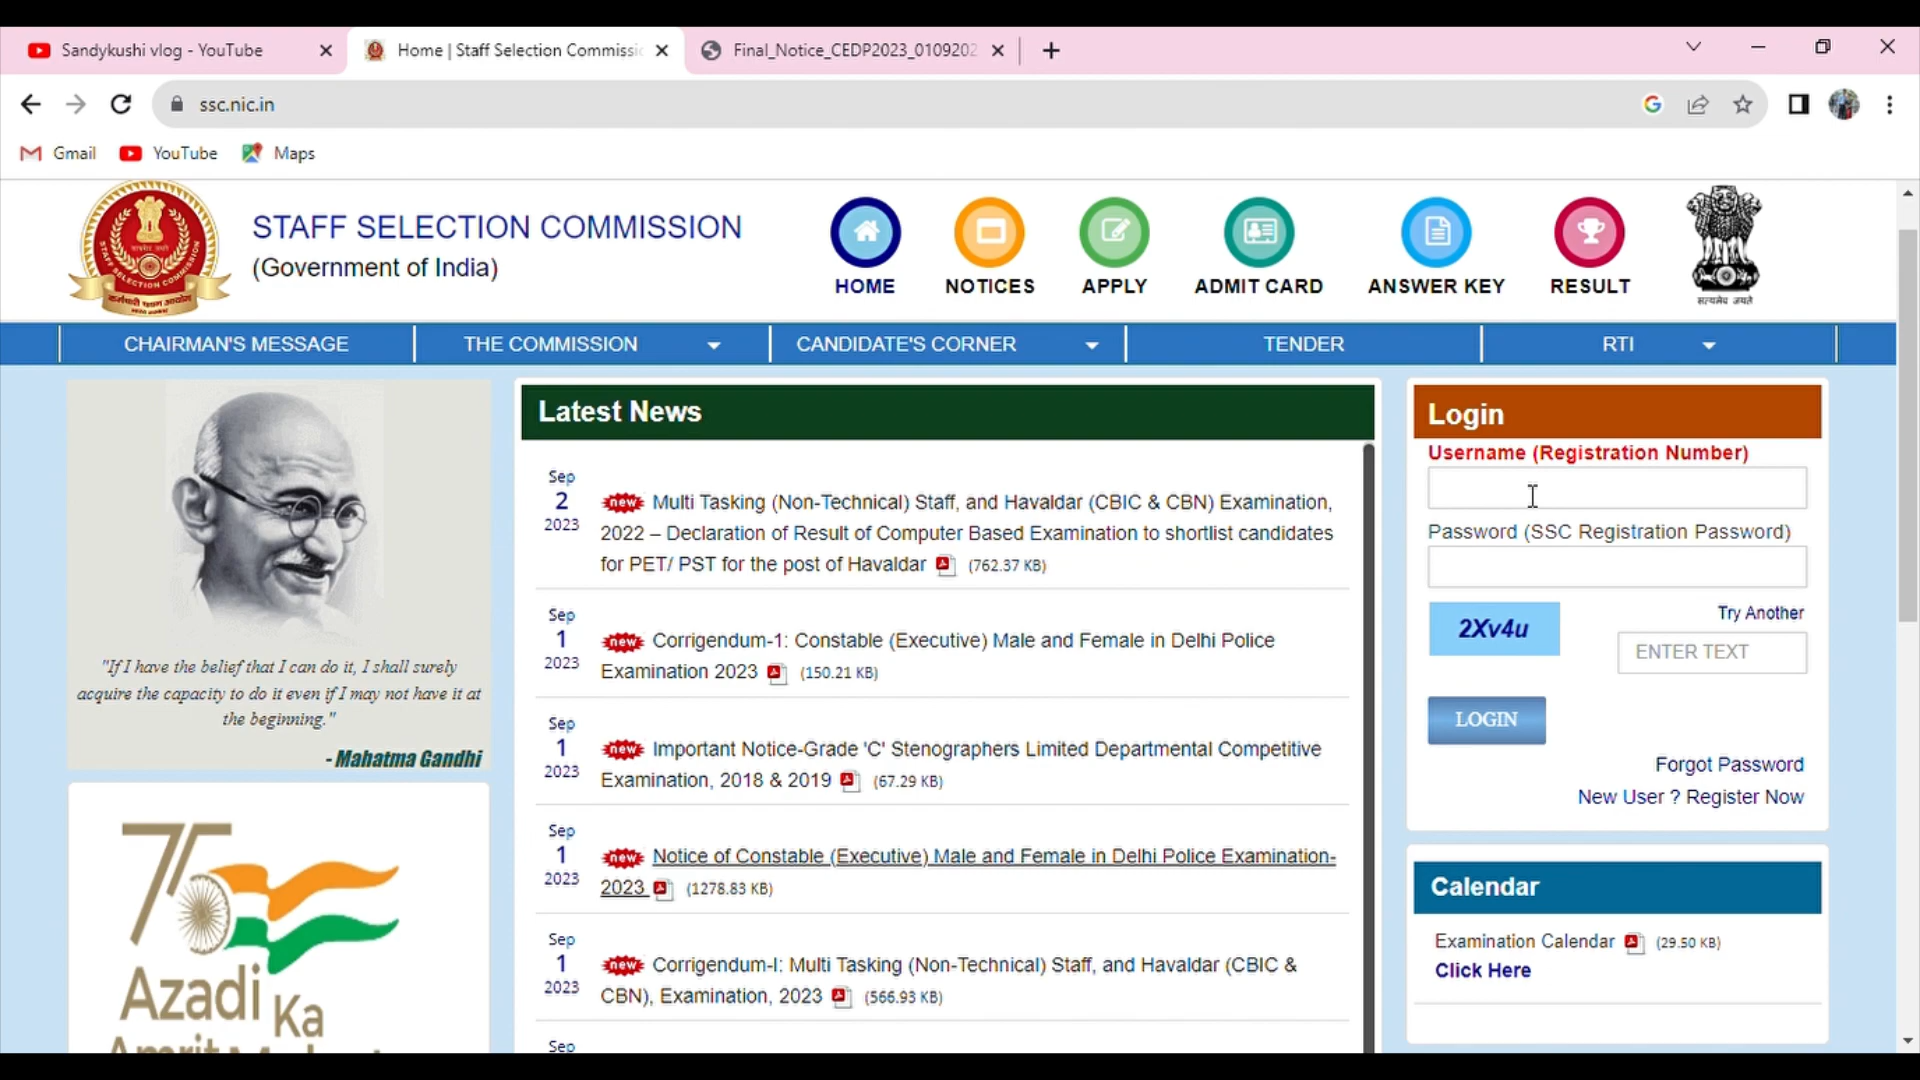 Sandykushi vlog - YouTube
Home | Staff Selection Commissi
Final_Notice_CEDP2023_0109202
ssc.nic.in
Gmail
YouTube
Maps
STAFF SELECTION COMMISSION
(Government of India)
HOME
NOTICES
APPLY
ADMIT CARD
ANSWER KEY
RESULT
सत्यमेव जयते
CHAIRMAN'S MESSAGE
THE COMMISSION
CANDIDATE'S CORNER
TENDER
RTI
"If I have the belief that I can do it, I shall surely
acquire the capacity to do it even if I may not have it at
the beginning."
- Mahatma Gandhi
75
Azadi Ka
Latest News
Sep
2
2023
new Multi Tasking (Non-Technical) Staff, and Havaldar (CBIC & CBN) Examination,
2022 – Declaration of Result of Computer Based Examination to shortlist candidates
for PET/ PST for the post of Havaldar (762.37 KB)
Sep
1
2023
new Corrigendum-1: Constable (Executive) Male and Female in Delhi Police
Examination 2023 (150.21 KB)
Sep
1
2023
new Important Notice-Grade 'C' Stenographers Limited Departmental Competitive
Examination, 2018 & 2019 (67.29 KB)
Sep
1
2023
new Notice of Constable (Executive) Male and Female in Delhi Police Examination-
2023 (1278.83 KB)
Sep
1
2023
new Corrigendum-I: Multi Tasking (Non-Technical) Staff, and Havaldar (CBIC &
CBN), Examination, 2023 (566.93 KB)
Sep
Login
Username (Registration Number)
Password (SSC Registration Password)
2Xv4u
Try Another
ENTER TEXT
LOGIN
Forgot Password
New User ? Register Now
Calendar
Examination Calendar (29.50 KB)
Click Here